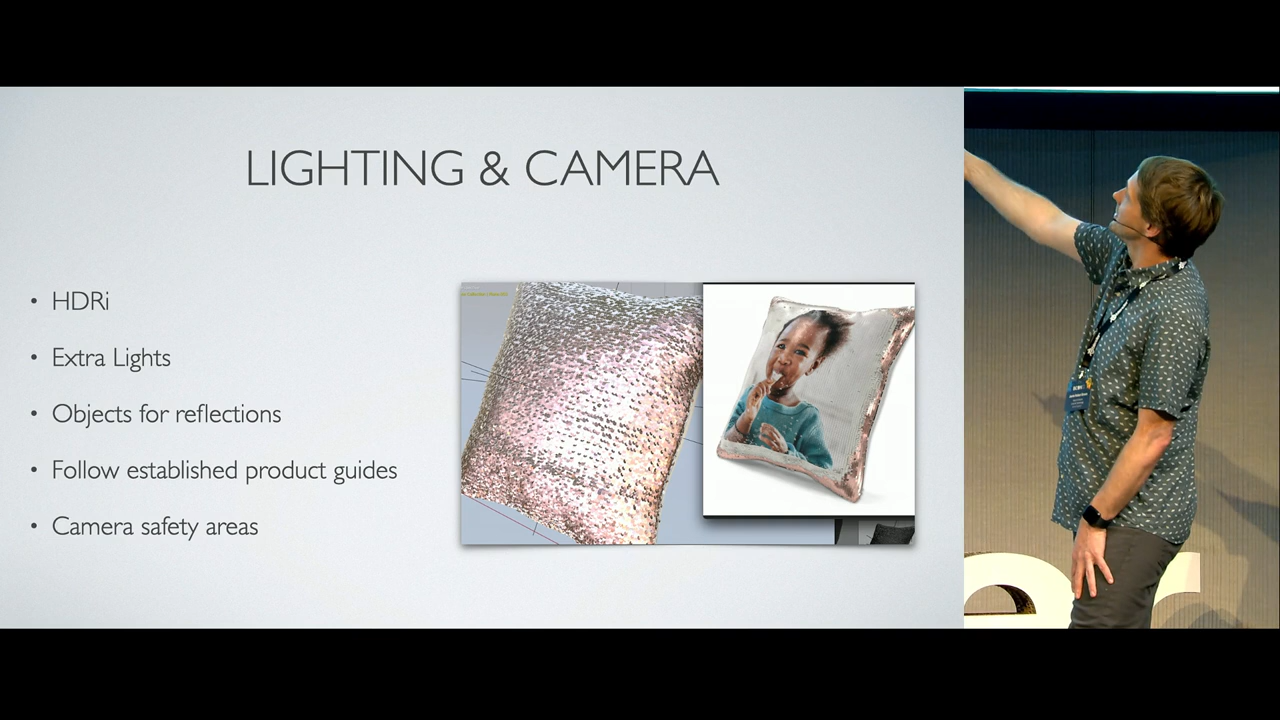 LIGHTING & CAMERA
• HDRi
• Extra Lights
• Objects for reflections
• Follow established product guides
• Camera safety areas